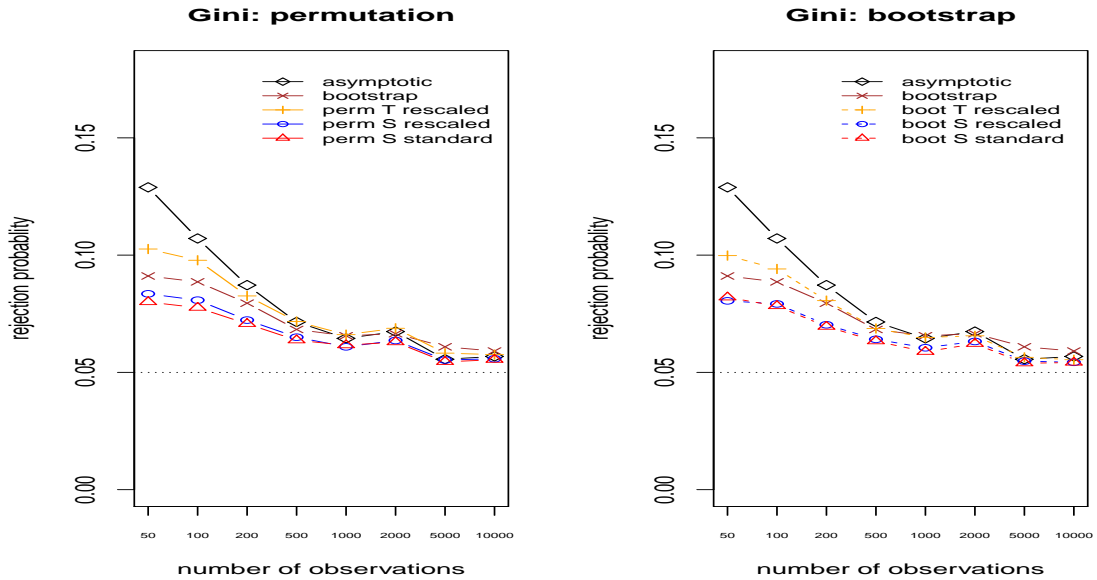 Gini: permutation
asymptotic
bootstrap
perm T rescaled
perm S rescaled
perm S standard
rejection probablity
0.15
0.10
0.05
0.00
50 100 200 500 1000 2000 5000 10000
number of observations
Gini: bootstrap
asymptotic
bootstrap
boot T rescaled
boot S rescaled
boot S standard
rejection probablity
0.15
0.10
0.05
0.00
50 100 200 500 1000 2000 5000 10000
number of observations